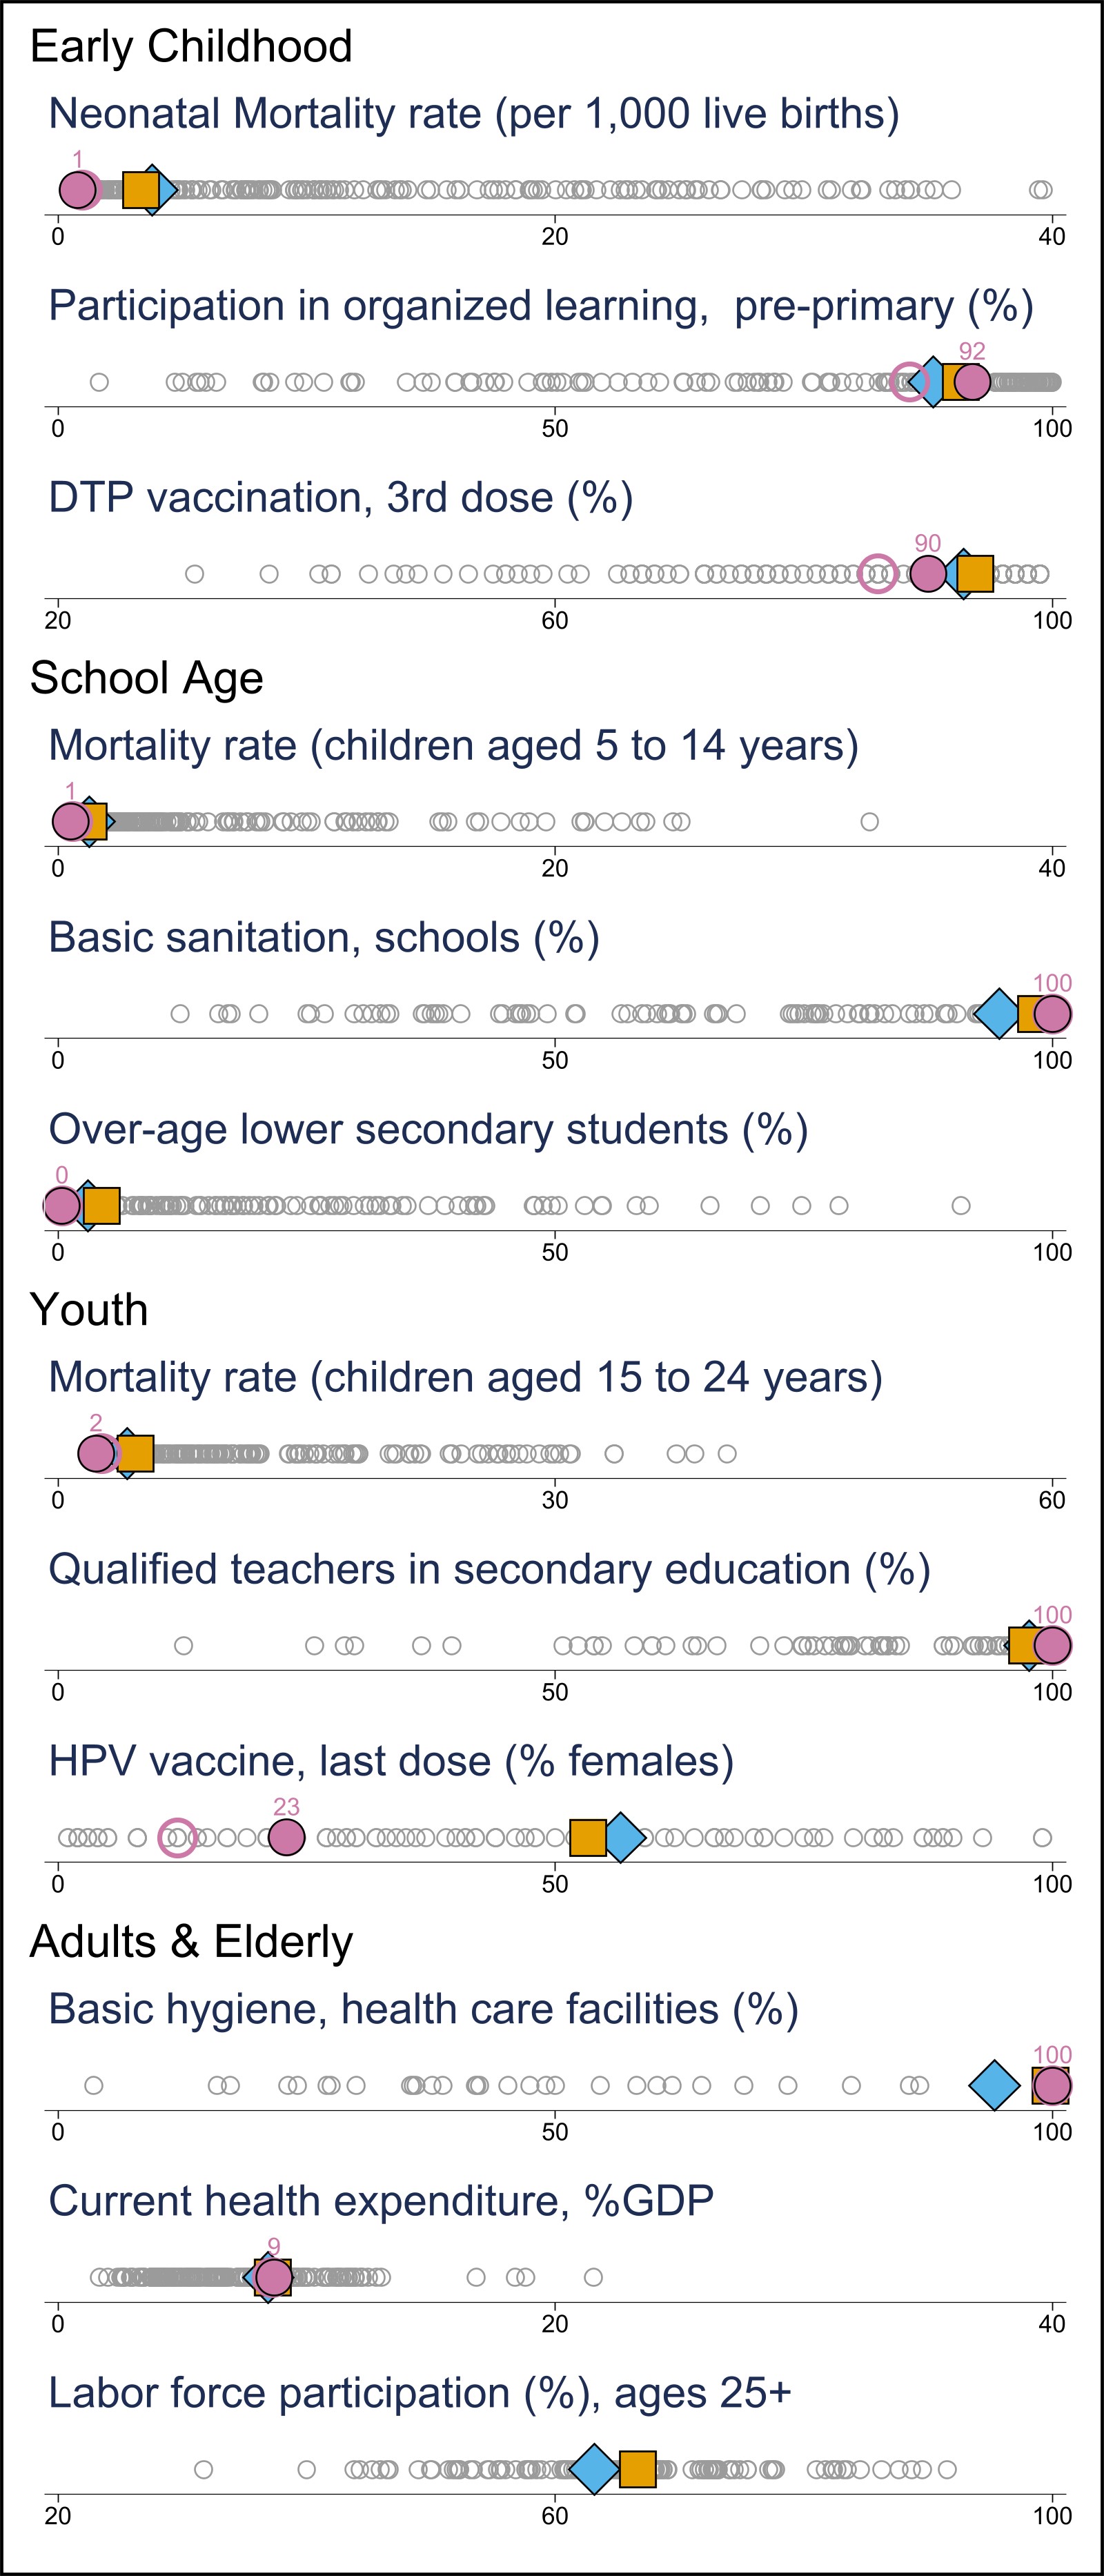 Early Childhood
Neonatal Mortality rate (per 1,000 live births)
1
0 20 40
Participation in organized learning,  pre-primary (%)
92
0 50 100
DTP vaccination, 3rd dose (%)
90
20 60 100
School Age
Mortality rate (children aged 5 to 14 years)
1
0 20 40
Basic sanitation, schools (%)
100
0 50 100
Over-age lower secondary students (%)
0
0 50 100
Youth
Mortality rate (children aged 15 to 24 years)
2
0 30 60
Qualified teachers in secondary education (%)
100
0 50 100
HPV vaccine, last dose (% females)
23
0 50 100
Adults & Elderly
Basic hygiene, health care facilities (%)
100
0 50 100
Current health expenditure, %GDP
9
0 20 40
Labor force participation (%), ages 25+
20 60 100